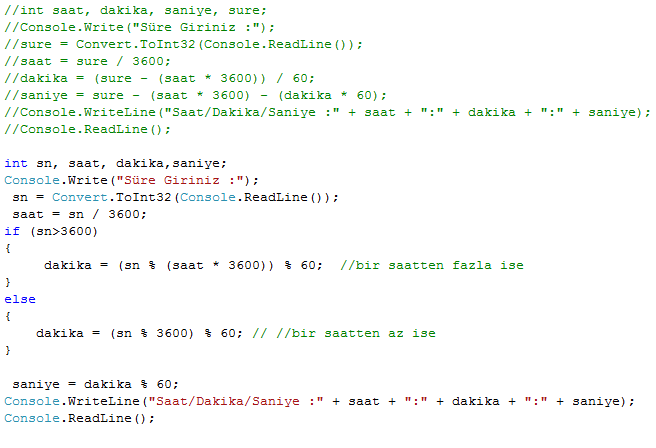 //int saat, dakika, saniye, sure;
//Console.Write("Süre Giriniz :");
//sure = Convert.ToInt32(Console.ReadLine());
//saat = sure / 3600;
//dakika = (sure - (saat * 3600)) / 60;
//saniye = sure - (saat * 3600) - (dakika * 60);
//Console.WriteLine("Saat/Dakika/Saniye :" + saat + ":" + dakika + ":" + saniye);
//Console.ReadLine();
int sn, saat, dakika,saniye;
Console.Write("Süre Giriniz :");
sn = Convert.ToInt32(Console.ReadLine());
saat = sn / 3600;
if (sn>3600)
{
dakika = (sn % (saat * 3600)) % 60;  //bir saatten fazla ise
}
else
{
dakika = (sn % 3600) % 60; // //bir saatten az ise
}
saniye = dakika % 60;
Console.WriteLine("Saat/Dakika/Saniye :" + saat + ":" + dakika + ":" + saniye);
Console.ReadLine();